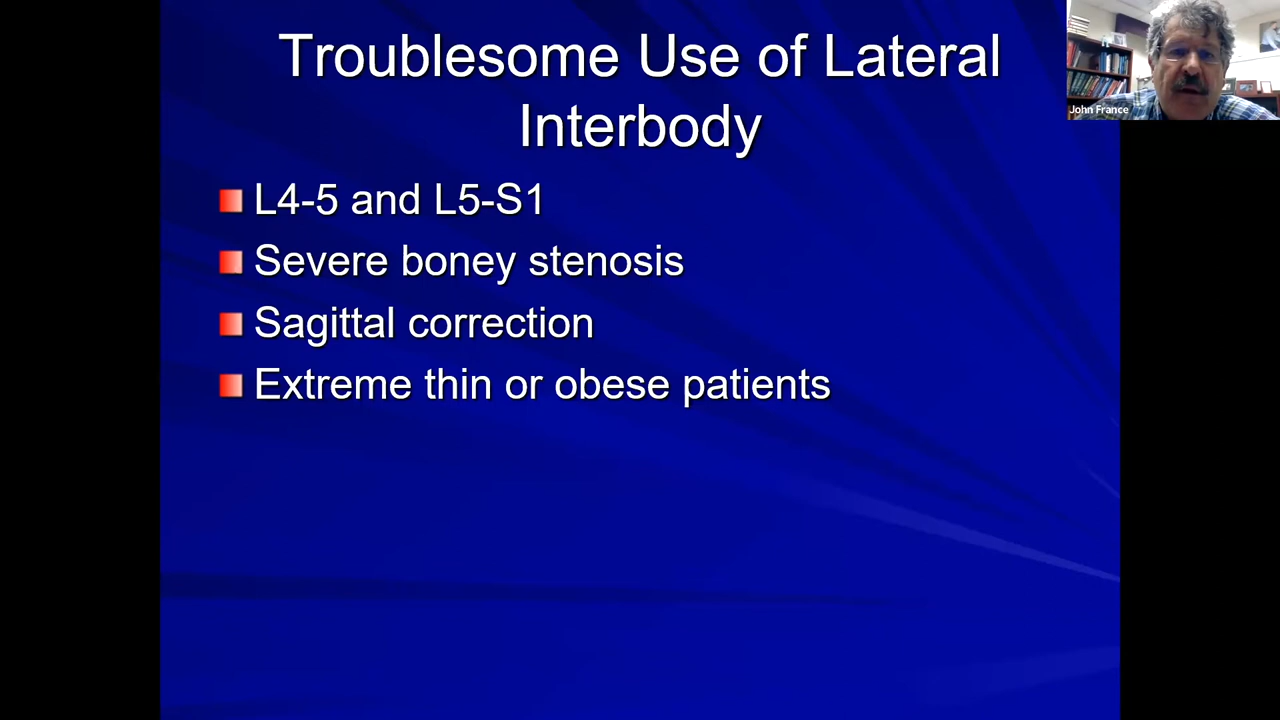 Troublesome Use of Lateral
Interbody
L4-5 and L5-S1
Severe boney stenosis
Sagittal correction
Extreme thin or obese patients
John France